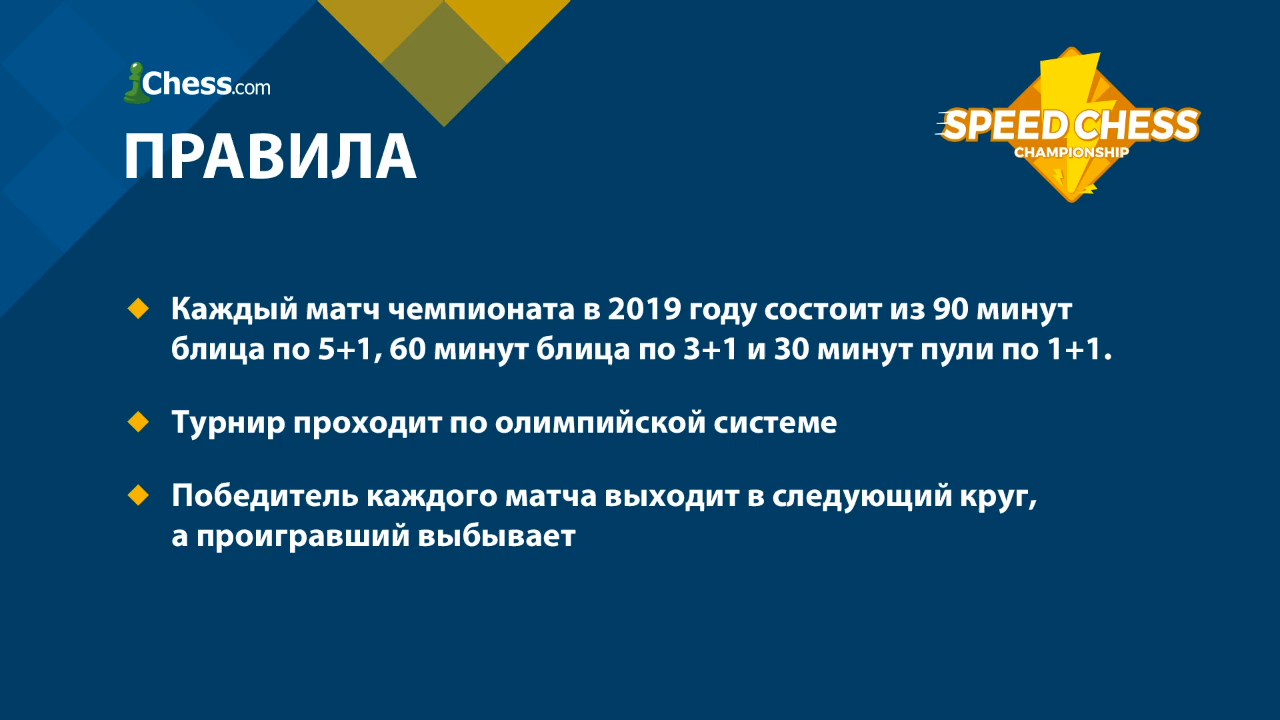 Chess.com
ПРАВИЛА
SPEED CHESS
CHAMPIONSHIP
Каждый матч чемпионата в 2019 году состоит из 90 минут
блица по 5+1, 60 минут блица по 3+1 и 30 минут пули по 1+1.
Турнир проходит по олимпийской системе
Победитель каждого матча выходит в следующий круг,
а проигравший выбывает